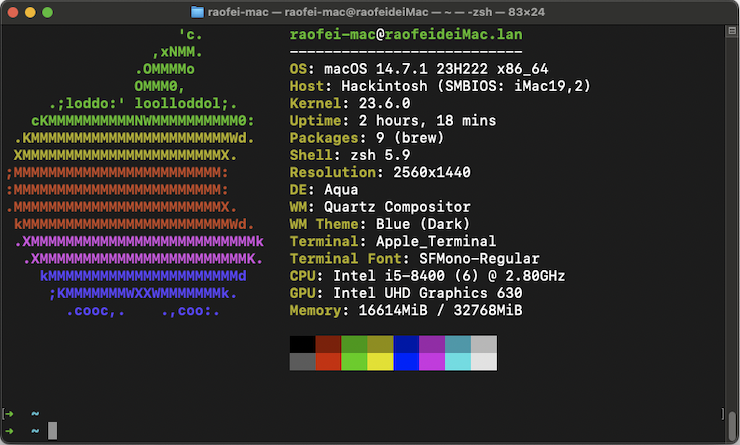 raofei-mac — raofei-mac@raofeideiMac — ~ — -zsh — 83×24
'c.
,xNMM.
.OMMMMo
OMMM0,
.;loddo:' loolloddol;.
cKMMMMMMMMMMNWMMMMMMMMMM0:
.KMMMMMMMMMMMMMMMMMMMMMMMWd.
XMMMMMMMMMMMMMMMMMMMMMMMX.
;MMMMMMMMMMMMMMMMMMMMMMMM:
:MMMMMMMMMMMMMMMMMMMMMMMM:
.MMMMMMMMMMMMMMMMMMMMMMMMX.
kMMMMMMMMMMMMMMMMMMMMMMMMWd.
.XMMMMMMMMMMMMMMMMMMMMMMMMMMk
.XMMMMMMMMMMMMMMMMMMMMMMMMK.
kMMMMMMMMMMMMMMMMMMMMMMd
;KMMMMMMMWXXWMMMMMMMk.
.cooc,.    .,coo:.
raofei-mac@raofeideiMac.lan
---------------------------
OS: macOS 14.7.1 23H222 x86_64
Host: Hackintosh (SMBIOS: iMac19,2)
Kernel: 23.6.0
Uptime: 2 hours, 18 mins
Packages: 9 (brew)
Shell: zsh 5.9
Resolution: 2560x1440
DE: Aqua
WM: Quartz Compositor
WM Theme: Blue (Dark)
Terminal: Apple_Terminal
Terminal Font: SFMono-Regular
CPU: Intel i5-8400 (6) @ 2.80GHz
GPU: Intel UHD Graphics 630
Memory: 16614MiB / 32768MiB
[➜ ~ ]
➜ ~